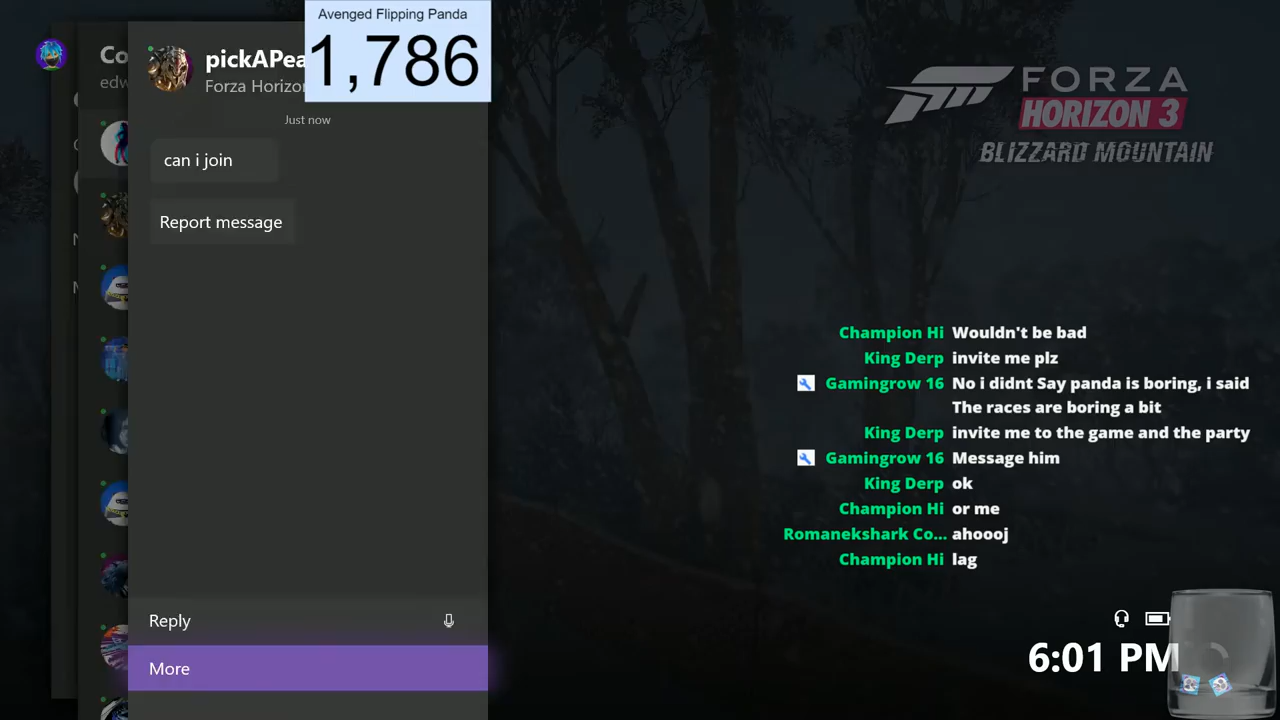 Avenged Flipping Panda
1,786
Co
edw
pickAPea
Forza Horizo
Just now
can i join
Report message
Reply
More
FORZA
HORIZON 3
BLIZZARD MOUNTAIN
Champion Hi Wouldn't be bad
King Derp invite me plz
Gamingrow 16 No i didnt Say panda is boring, i said
The races are boring a bit
King Derp invite me to the game and the party
Gamingrow 16 Message him
King Derp ok
Champion Hi or me
Romanekshark Co... ahoooj
Champion Hi lag
6:01 PM